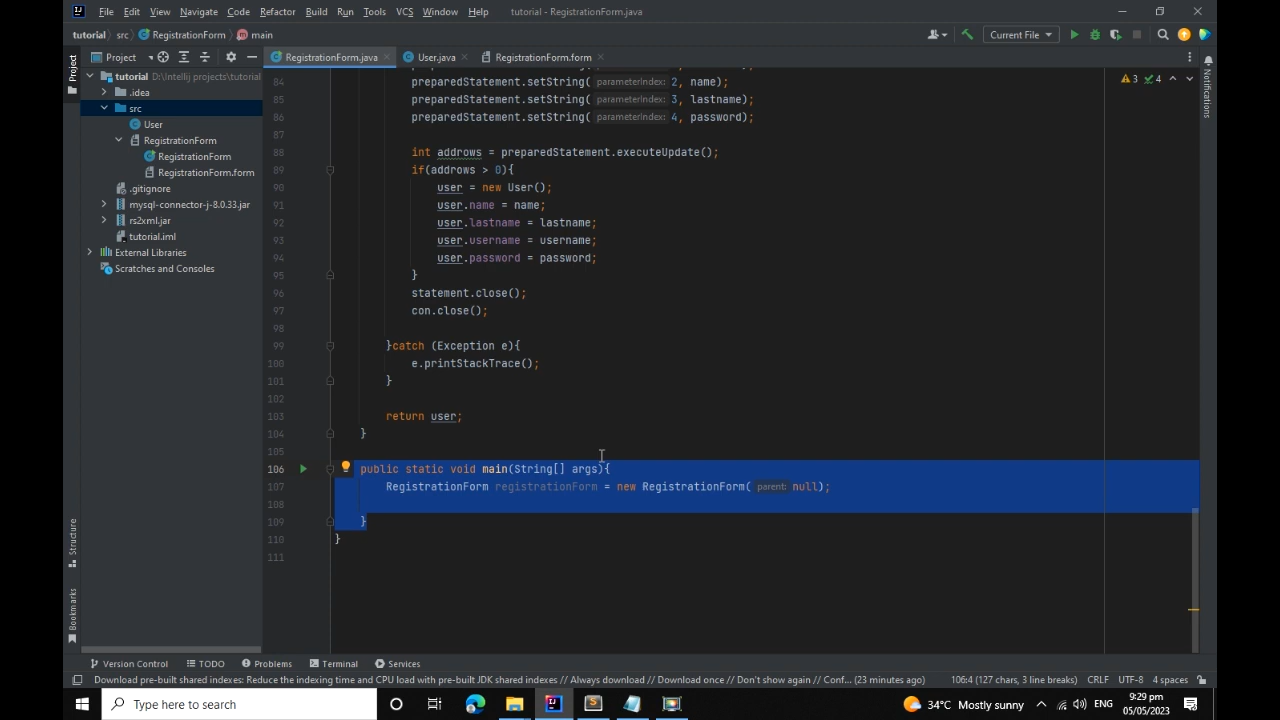 File Edit View Navigate Code Refactor Build Run Tools VCS Window Help tutorial - RegistrationForm.java
tutorial src RegistrationForm main Current File
Project RegistrationForm.java User.java RegistrationForm.form
tutorial D:\Intellij projects\tutorial
.idea
src
User
RegistrationForm
RegistrationForm
RegistrationForm.form
.gitignore
mysql-connector-j-8.0.33.jar
rs2xml.jar
tutorial.iml
External Libraries
Scratches and Consoles
Project
Structure
Bookmarks
Notifications
3 4
84 preparedStatement.setString( parameterIndex: 2, name);
85 preparedStatement.setString( parameterIndex: 3, lastname);
86 preparedStatement.setString( parameterIndex: 4, password);
87
88 int addrows = preparedStatement.executeUpdate();
89 if(addrows > 0){
90 user = new User();
91 user.name = name;
92 user.lastname = lastname;
93 user.username = username;
94 user.password = password;
95 }
96 statement.close();
97 con.close();
98
99 }catch (Exception e){
100 e.printStackTrace();
101 }
102
103 return user;
104 }
105
106 public static void main(String[] args){
107 RegistrationForm registrationForm = new RegistrationForm( parent: null);
108
109 }
110 }
111
Version Control TODO Problems Terminal Services
Download pre-built shared indexes: Reduce the indexing time and CPU load with pre-built JDK shared indexes // Always download // Download once // Don't show again // Conf... (23 minutes ago) 106:4 (127 chars, 3 line breaks) CRLF UTF-8 4 spaces
Type here to search 34°C Mostly sunny ENG 9:29 pm
05/05/2023